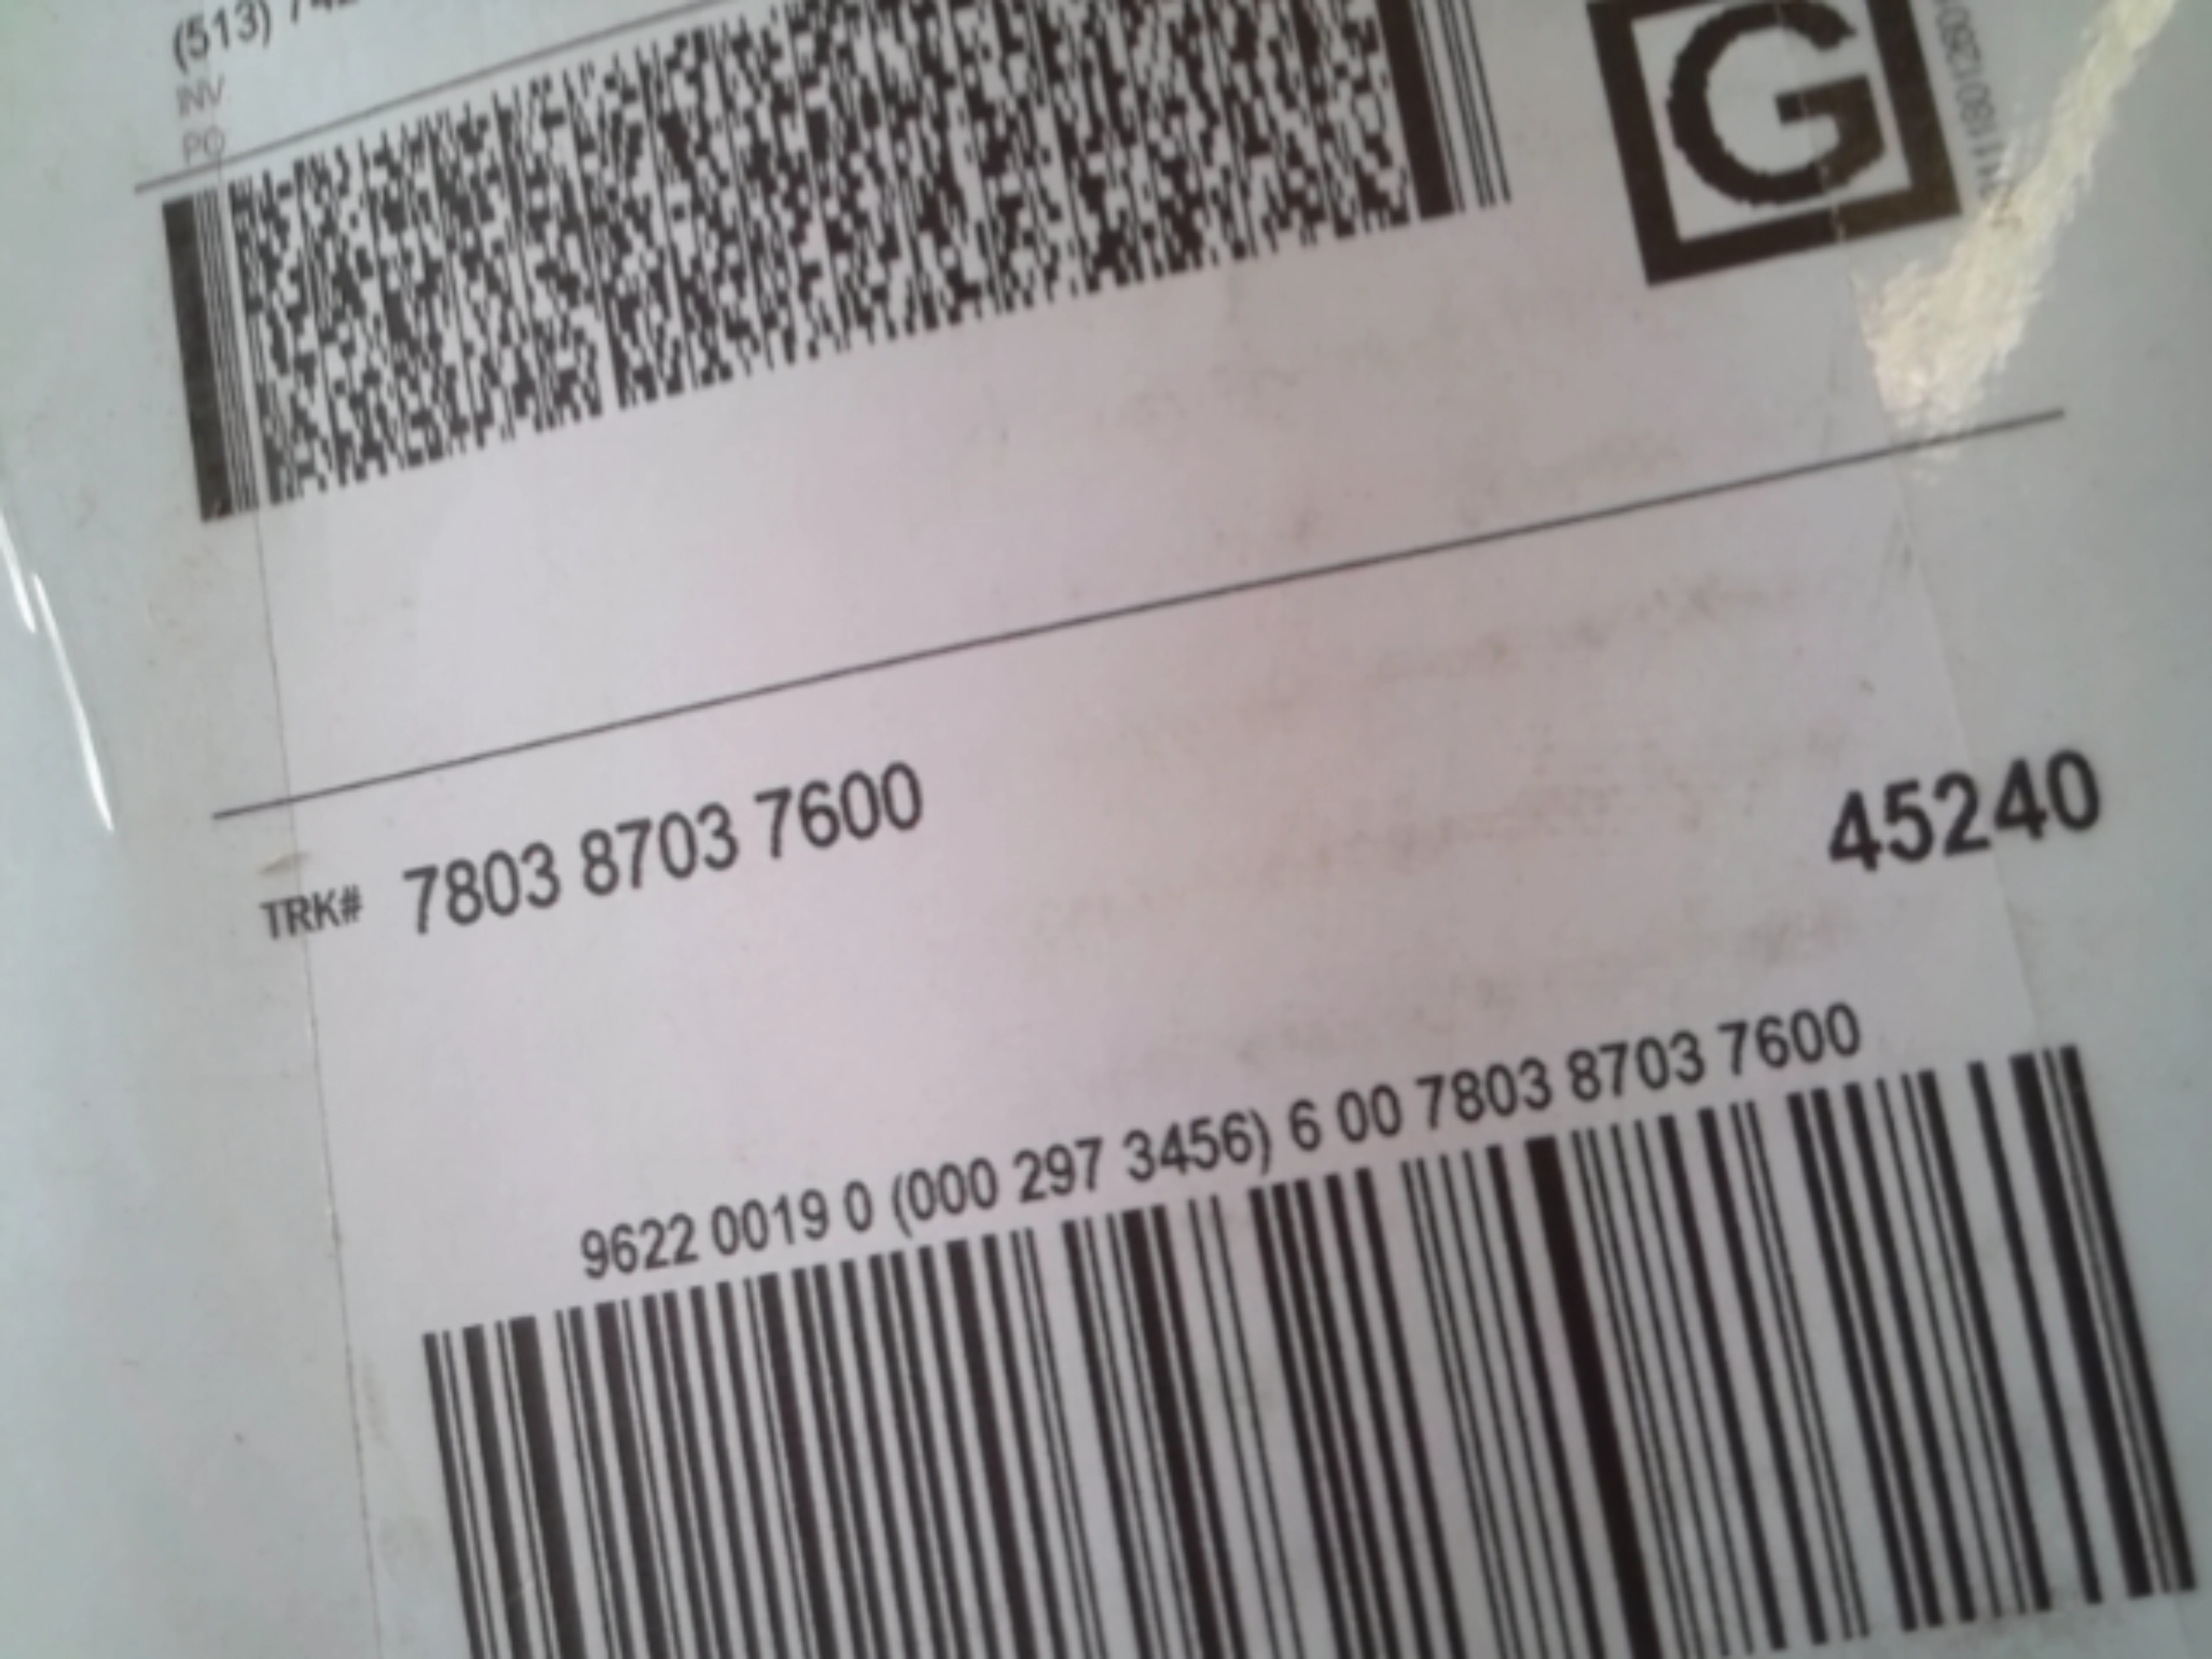 (513)
INV
PO
G
TRK# 7803 8703 7600
45240
9622 0019 0 (000 297 3456) 6 00 7803 8703 7600